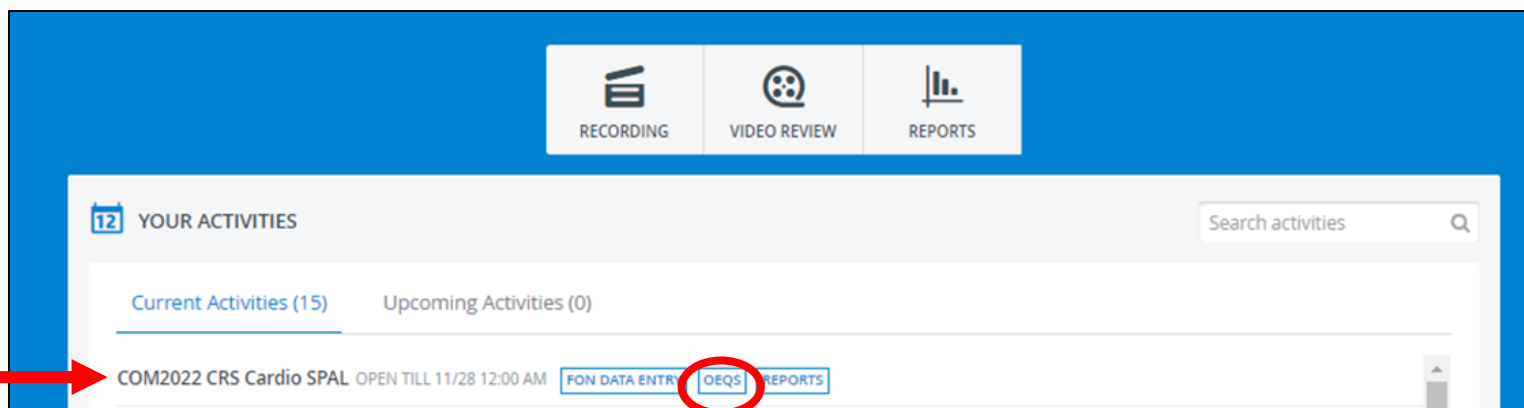 RECORDING VIDEO REVIEW REPORTS
12 YOUR ACTIVITIES Search activities
Current Activities (15) Upcoming Activities (0)
COM2022 CRS Cardio SPAL OPEN TILL 11/28 12:00 AM FON DATA ENTRY OEQS REPORTS